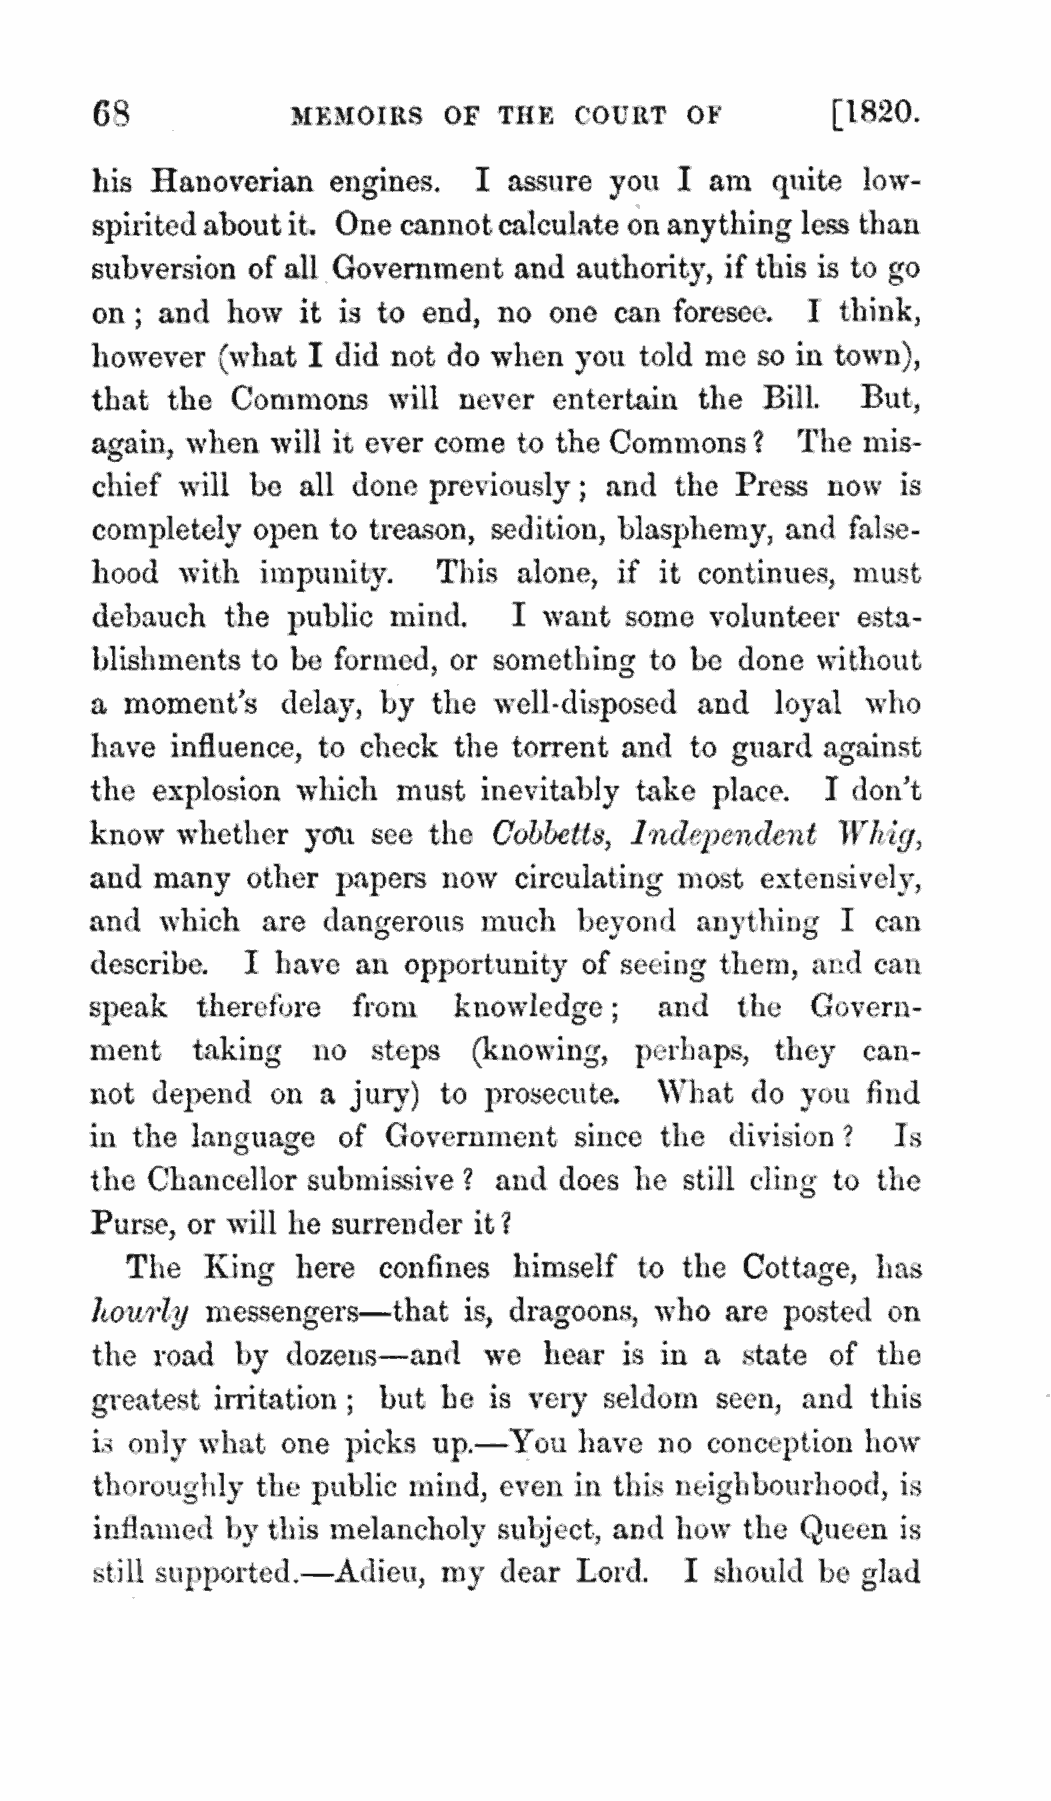 68 MEMOIRS OF THE COURT OF [1820.
his Hanoverian engines. I assure you I am quite low-
spirited about it. One cannot calculate on anything less than
subversion of all Government and authority, if this is to go
on ; and how it is to end, no one can foresee. I think,
however (what I did not do when you told me so in town),
that the Commons will never entertain the Bill. But,
again, when will it ever come to the Commons ? The mis-
chief will be all done previously ; and the Press now is
completely open to treason, sedition, blasphemy, and false-
hood with impunity. This alone, if it continues, must
debauch the public mind. I want some volunteer esta-
blishments to be formed, or something to be done without
a moment's delay, by the well-disposed and loyal who
have influence, to check the torrent and to guard against
the explosion which must inevitably take place. I don't
know whether you see the Cobbetts, Independent Whig,
and many other papers now circulating most extensively,
and which are dangerous much beyond anything I can
describe. I have an opportunity of seeing them, and can
speak therefore from knowledge ; and the Govern-
ment taking no steps (knowing, perhaps, they can-
not depend on a jury) to prosecute. What do you find
in the language of Government since the division ? Is
the Chancellor submissive ? and does he still cling to the
Purse, or will he surrender it ?
The King here confines himself to the Cottage, has
hourly messengers—that is, dragoons, who are posted on
the road by dozens—and we hear is in a state of the
greatest irritation ; but he is very seldom seen, and this
is only what one picks up.—You have no conception how
thoroughly the public mind, even in this neighbourhood, is
inflamed by this melancholy subject, and how the Queen is
still supported.—Adieu, my dear Lord. I should be glad